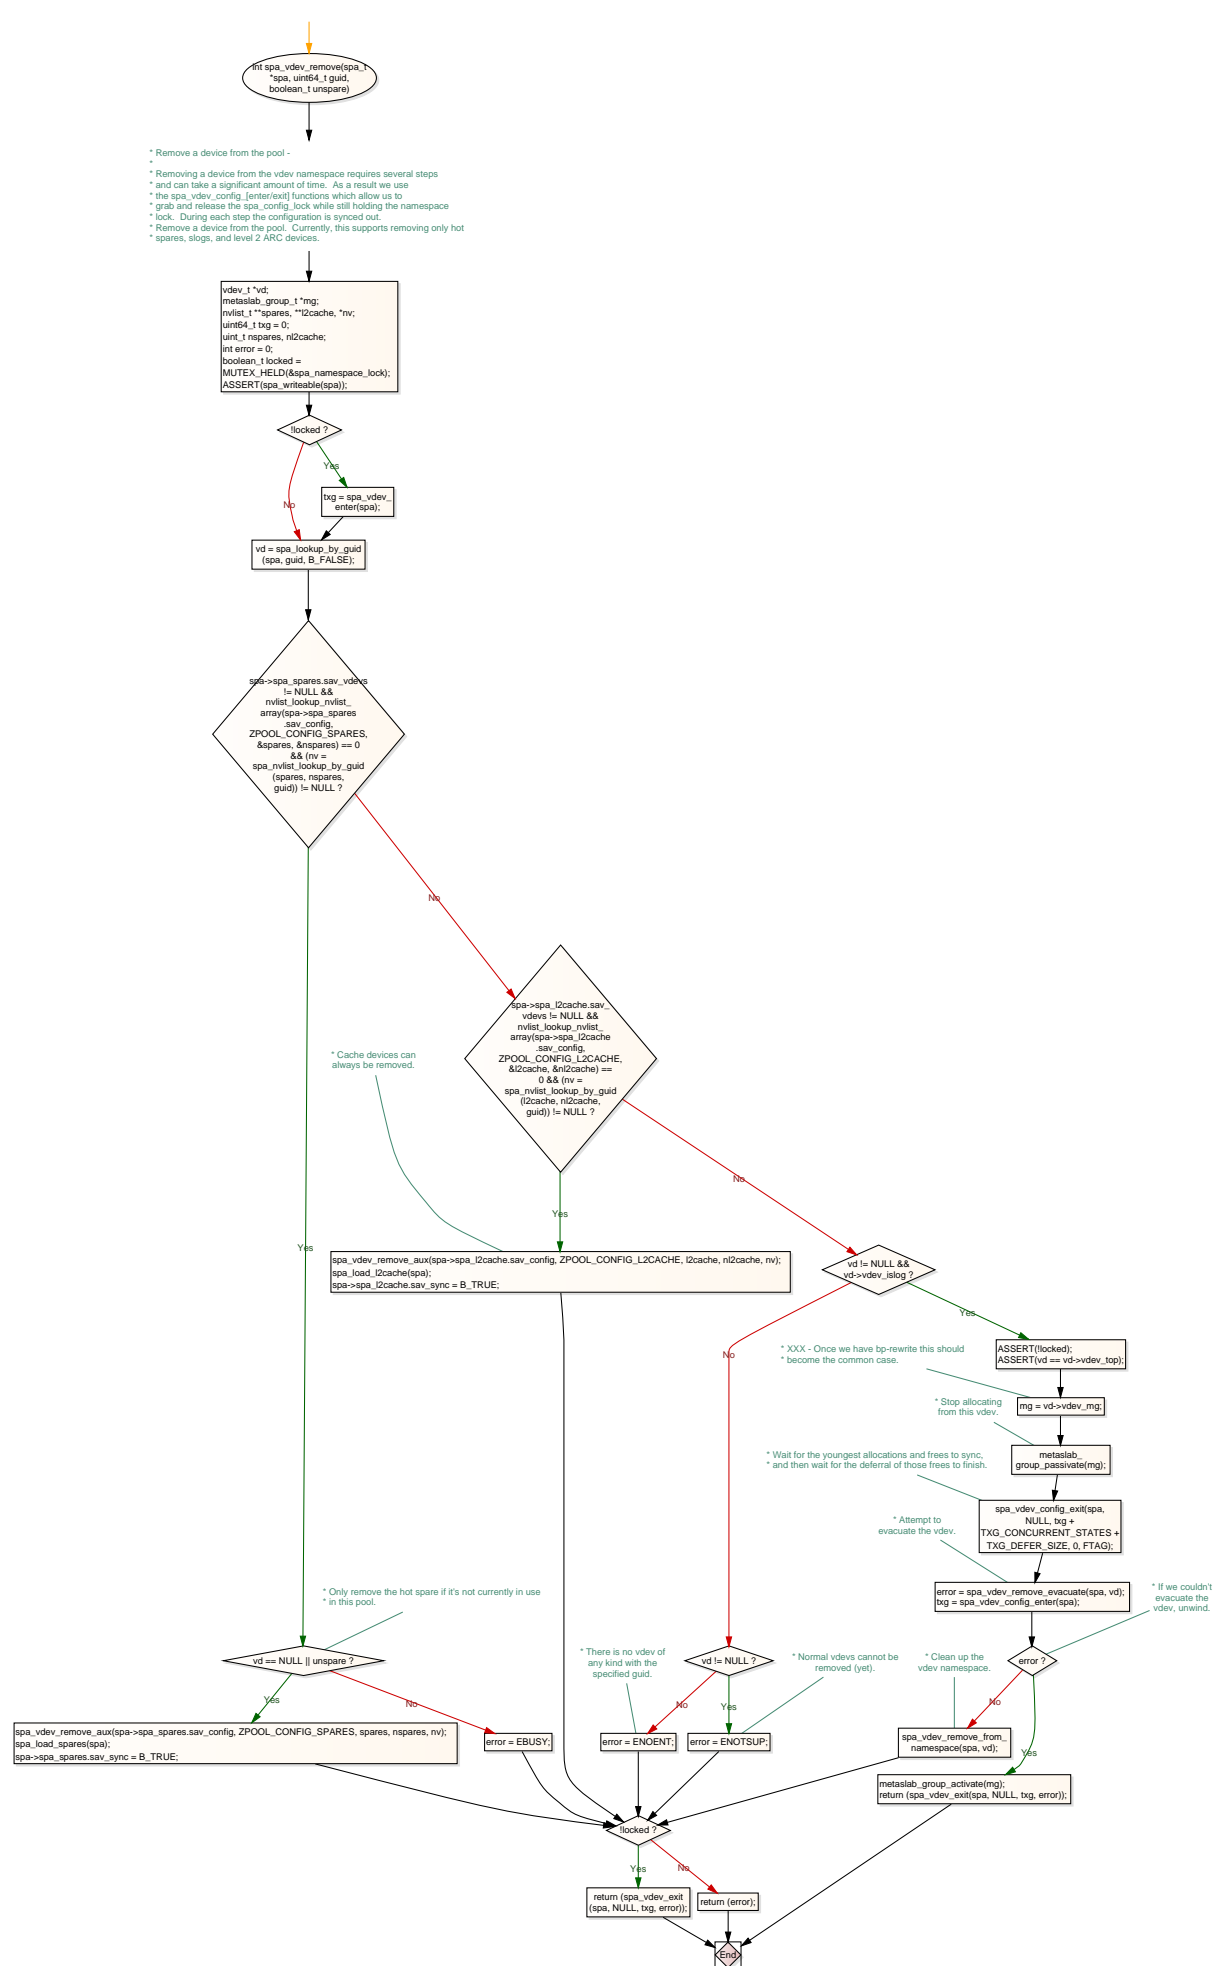 int spa_vdev_remove(spa_t
*spa, uint64_t guid,
boolean_t unspare)
* Remove a device from the pool -
*
* Removing a device from the vdev namespace requires several steps
* and can take a significant amount of time.  As a result we use
* the spa_vdev_config_[enter/exit] functions which allow us to
* grab and release the spa_config_lock while still holding the namespace
* lock.  During each step the configuration is synced out.
* Remove a device from the pool.  Currently, this supports removing only hot
* spares, slogs, and level 2 ARC devices.
vdev_t *vd;
metaslab_group_t *mg;
nvlist_t **spares, **l2cache, *nv;
uint64_t txg = 0;
uint_t nspares, nl2cache;
int error = 0;
boolean_t locked =
MUTEX_HELD(&spa_namespace_lock);
ASSERT(spa_writeable(spa));
!locked ?
Yes
No
txg = spa_vdev_
enter(spa);
vd = spa_lookup_by_guid
(spa, guid, B_FALSE);
spa->spa_spares.sav_vdevs
!= NULL &&
nvlist_lookup_nvlist_
array(spa->spa_spares
.sav_config,
ZPOOL_CONFIG_SPARES,
&spares, &nspares) == 0
&& (nv =
spa_nvlist_lookup_by_guid
(spares, nspares,
guid)) != NULL ?
No
spa->spa_l2cache.sav_
vdevs != NULL &&
nvlist_lookup_nvlist_
array(spa->spa_l2cache
.sav_config,
ZPOOL_CONFIG_L2CACHE,
&l2cache, &nl2cache) ==
0 && (nv =
spa_nvlist_lookup_by_guid
(l2cache, nl2cache,
guid)) != NULL ?
* Cache devices can
always be removed.
No
Yes
Yes
spa_vdev_remove_aux(spa->spa_l2cache.sav_config, ZPOOL_CONFIG_L2CACHE, l2cache, nl2cache, nv);
spa_load_l2cache(spa);
spa->spa_l2cache.sav_sync = B_TRUE;
vd != NULL &&
vd->vdev_islog ?
Yes
No
ASSERT(!locked);
ASSERT(vd == vd->vdev_top);
* XXX - Once we have bp-rewrite this should
* become the common case.
mg = vd->vdev_mg;
* Stop allocating
from this vdev.
metaslab_
group_passivate(mg);
* Wait for the youngest allocations and frees to sync,
* and then wait for the deferral of those frees to finish.
spa_vdev_config_exit(spa,
NULL, txg +
TXG_CONCURRENT_STATES +
TXG_DEFER_SIZE, 0, FTAG);
* Attempt to
evacuate the vdev.
error = spa_vdev_remove_evacuate(spa, vd);
txg = spa_vdev_config_enter(spa);
* If we couldn't
evacuate the
vdev, unwind.
* Only remove the hot spare if it's not currently in use
* in this pool.
vd == NULL || unspare ?
* There is no vdev of
any kind with the
specified guid.
vd != NULL ?
* Normal vdevs cannot be
removed (yet).
* Clean up the
vdev namespace.
error ?
Yes
No
No
Yes
No
spa_vdev_remove_aux(spa->spa_spares.sav_config, ZPOOL_CONFIG_SPARES, spares, nspares, nv);
spa_load_spares(spa);
spa->spa_spares.sav_sync = B_TRUE;
error = EBUSY;
error = ENOENT;
error = ENOTSUP;
spa_vdev_remove_from_
namespace(spa, vd);
Yes
metaslab_group_activate(mg);
return (spa_vdev_exit(spa, NULL, txg, error));
!locked ?
Yes
No
return (spa_vdev_exit
(spa, NULL, txg, error));
return (error);
End